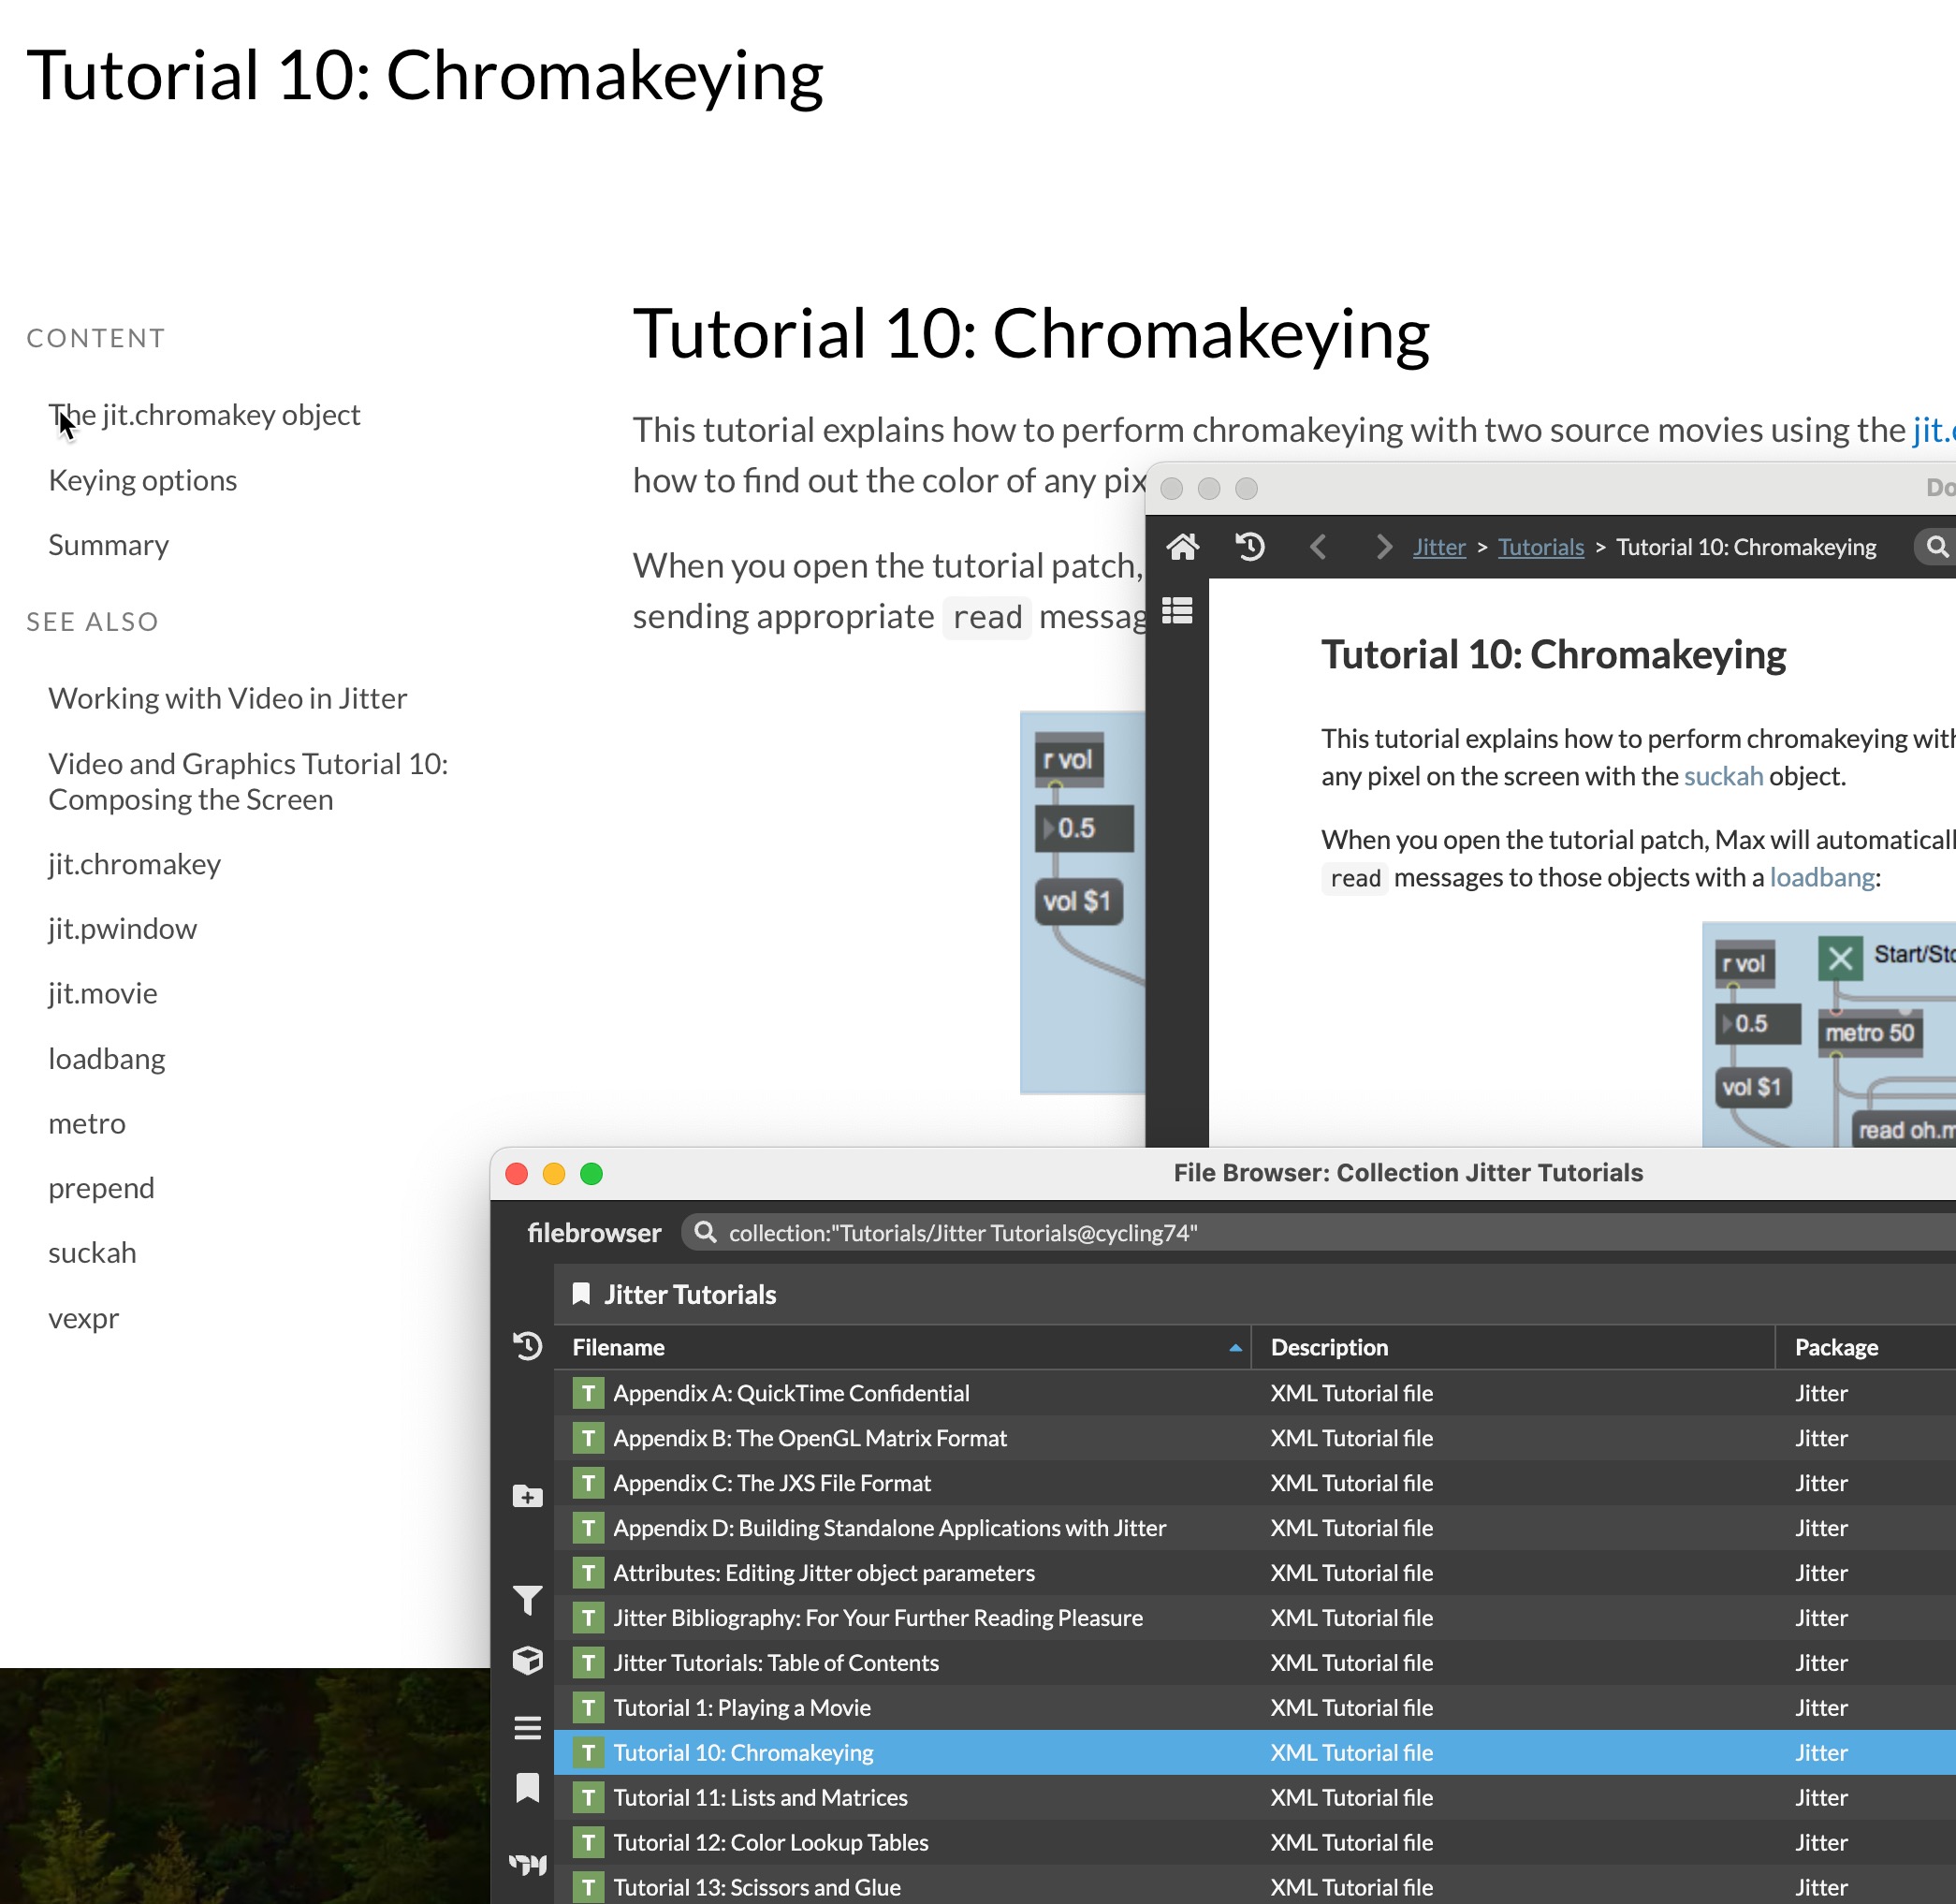 Tutorial 10: Chromakeying
CONTENT
The jit.chromakey object
Keying options
Summary
SEE ALSO
Working with Video in Jitter
Video and Graphics Tutorial 10:
Composing the Screen
jit.chromakey
jit.pwindow
jit.movie
loadbang
metro
prepend
suckah
vexpr
Tutorial 10: Chromakeying
This tutorial explains how to perform chromakeying with two source movies using the jit.
how to find out the color of any pix
When you open the tutorial patch,
sending appropriate read messag
r vol
0.5
vol $1
Do
Jitter > Tutorials > Tutorial 10: Chromakeying
Tutorial 10: Chromakeying
This tutorial explains how to perform chromakeying with
any pixel on the screen with the suckah object.
When you open the tutorial patch, Max will automaticall
read messages to those objects with a loadbang:
r vol
Start/Sto
0.5
metro 50
vol $1
read oh.m
File Browser: Collection Jitter Tutorials
filebrowser
collection:"Tutorials/Jitter Tutorials@cycling74"
Jitter Tutorials
Filename Description Package
T Appendix A: QuickTime Confidential XML Tutorial file Jitter
T Appendix B: The OpenGL Matrix Format XML Tutorial file Jitter
T Appendix C: The JXS File Format XML Tutorial file Jitter
T Appendix D: Building Standalone Applications with Jitter XML Tutorial file Jitter
T Attributes: Editing Jitter object parameters XML Tutorial file Jitter
T Jitter Bibliography: For Your Further Reading Pleasure XML Tutorial file Jitter
T Jitter Tutorials: Table of Contents XML Tutorial file Jitter
T Tutorial 1: Playing a Movie XML Tutorial file Jitter
T Tutorial 10: Chromakeying XML Tutorial file Jitter
T Tutorial 11: Lists and Matrices XML Tutorial file Jitter
T Tutorial 12: Color Lookup Tables XML Tutorial file Jitter
T Tutorial 13: Scissors and Glue XML Tutorial file Jitter